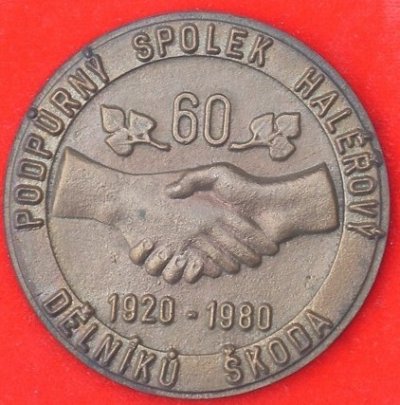 PODPŮRNÝ SPOLEK HALÉŘOVÝ
60
1920 - 1980
DĚLNÍKŮ ŠKODA